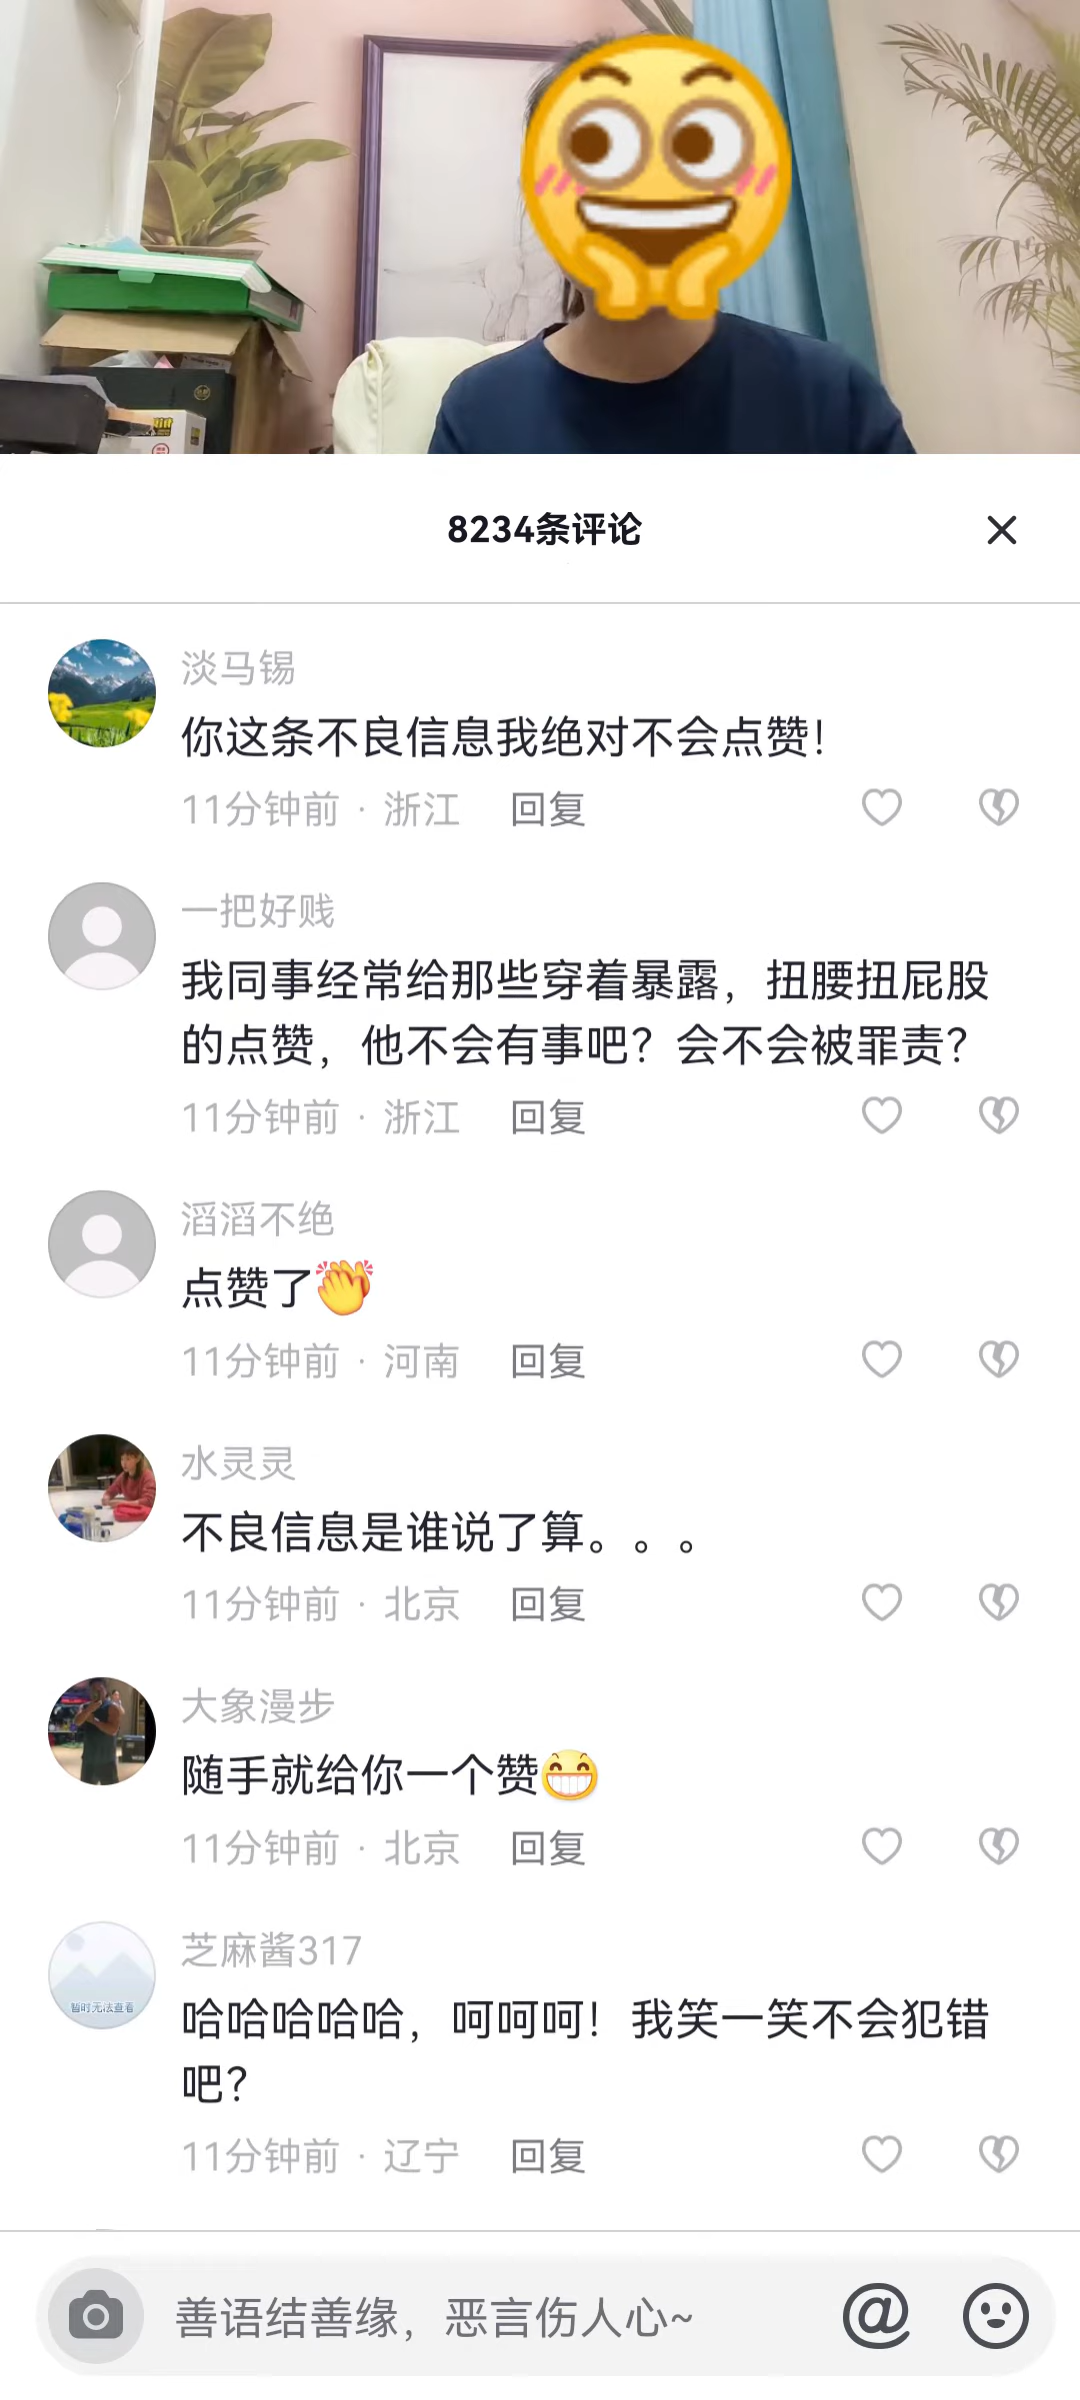 8234条评论
淡马锡
你这条不良信息我绝对不会点赞！
11分钟前 · 浙江 回复
一把好贱
我同事经常给那些穿着暴露，扭腰扭屁股
的点赞，他不会有事吧？会不会被罪责？
11分钟前 · 浙江 回复
滔滔不绝
点赞了👏
11分钟前 · 河南 回复
水灵灵
不良信息是谁说了算。。。
11分钟前 · 北京 回复
大象漫步
随手就给你一个赞😁
11分钟前 · 北京 回复
芝麻酱317
暂时无法查看
哈哈哈哈哈，呵呵呵！我笑一笑不会犯错
吧？
11分钟前 · 辽宁 回复
善语结善缘，恶言伤人心~